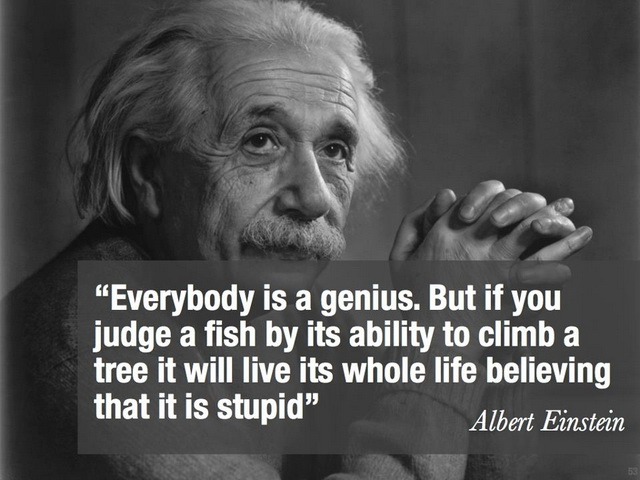 “Everybody is a genius. But if you
judge a fish by its ability to climb a
tree it will live its whole life believing
that it is stupid”
Albert Einstein
53